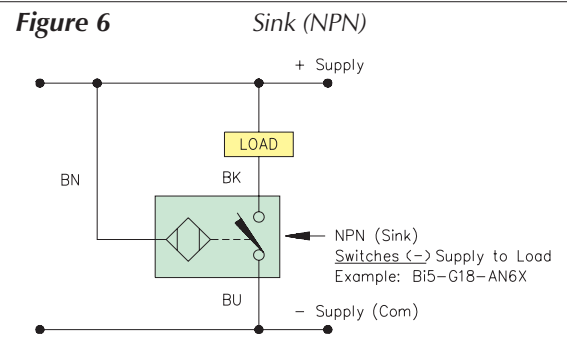 Figure 6 Sink (NPN)
+ Supply
LOAD
BN
BK
NPN (Sink)
Switches (-) Supply to Load
Example: Bi5-G18-AN6X
BU
- Supply (Com)